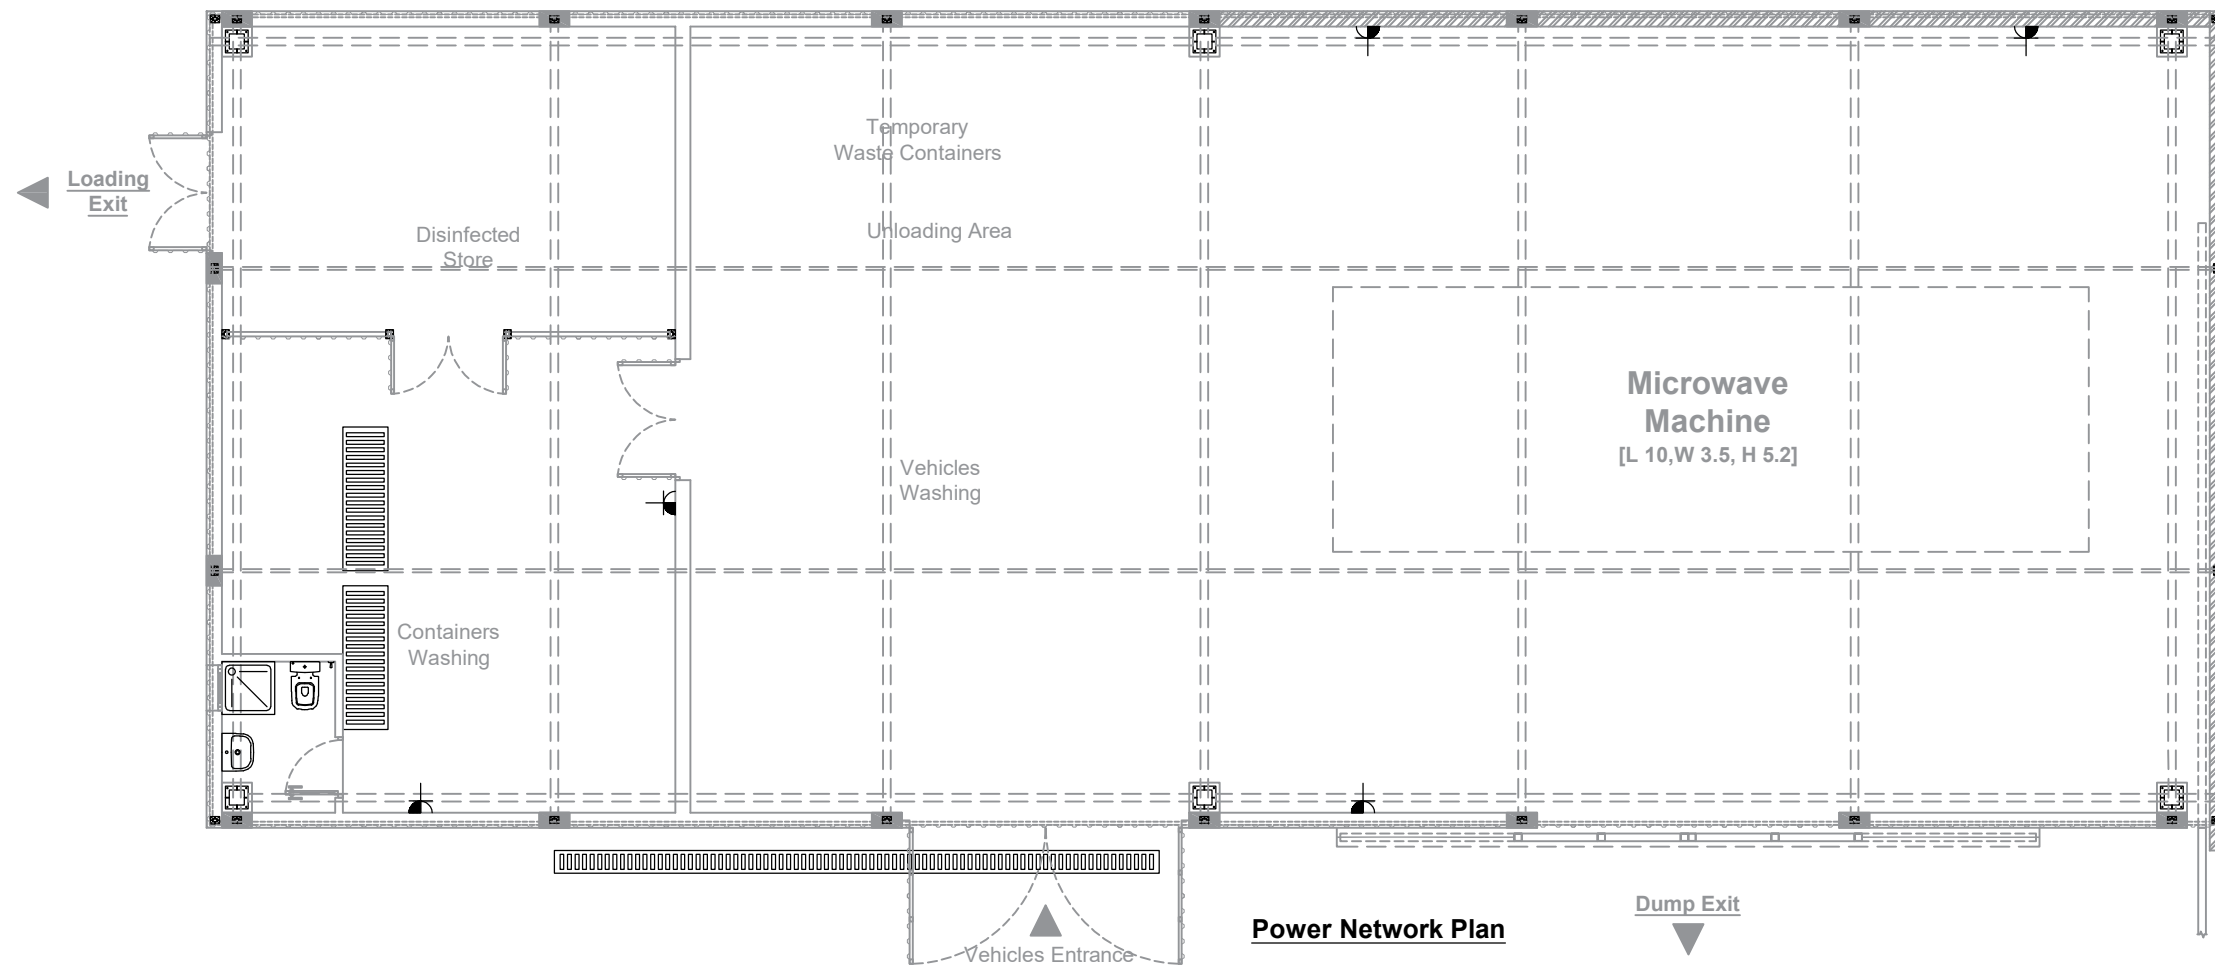 Temporary
Waste Containers
Loading
Exit
Disinfected
Store
Unloading Area
Microwave
Machine
[L 10,W 3.5, H 5.2]
Vehicles
Washing
Containers
Washing
Dump Exit
Power Network Plan
Vehicles Entrance